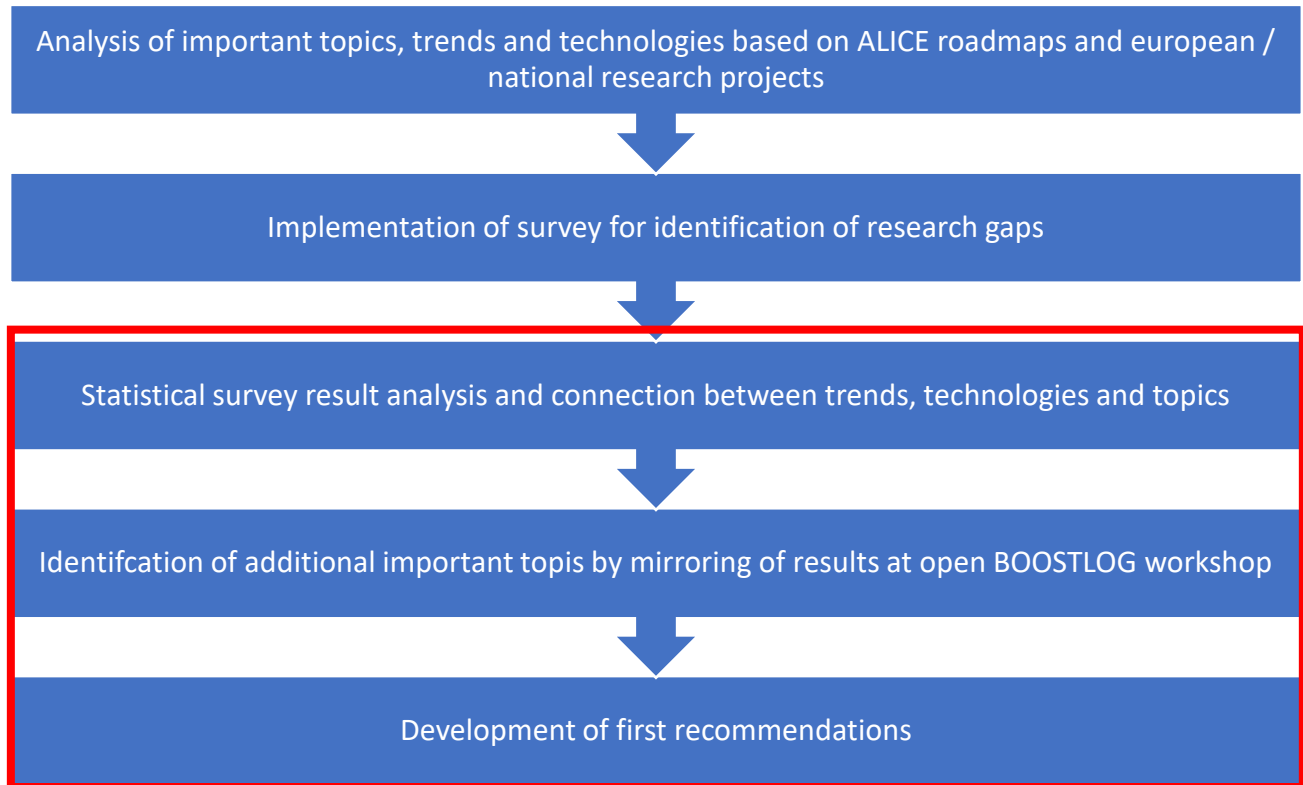 Analysis of important topics, trends and technologies based on ALICE roadmaps and european /
national research projects
Implementation of survey for identification of research gaps
Statistical survey result analysis and connection between trends, technologies and topics
Identifcation of additional important topis by mirroring of results at open BOOSTLOG workshop
Development of first recommendations